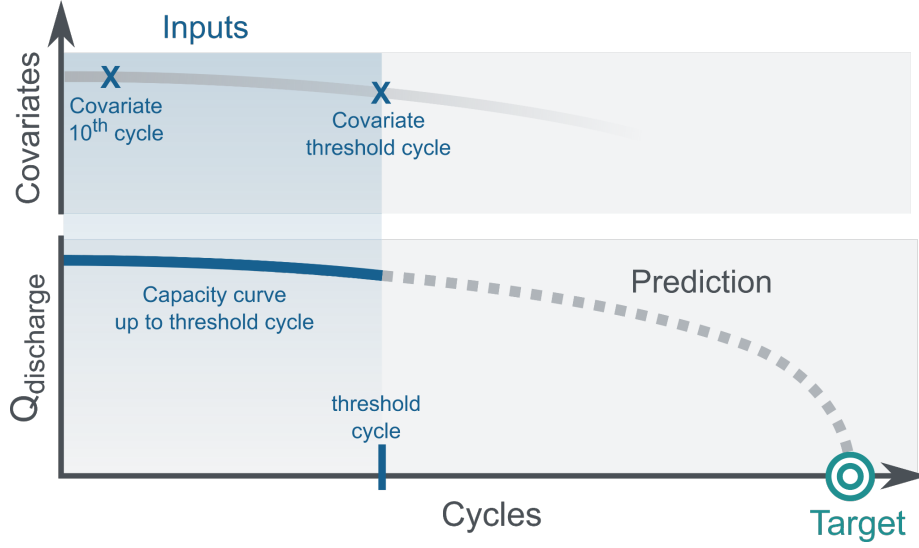 Inputs
Covariates
X
X
Covariate
10th cycle
Covariate
threshold cycle
Qdischarge
Capacity curve
up to threshold cycle
Prediction
threshold
cycle
Cycles
Target